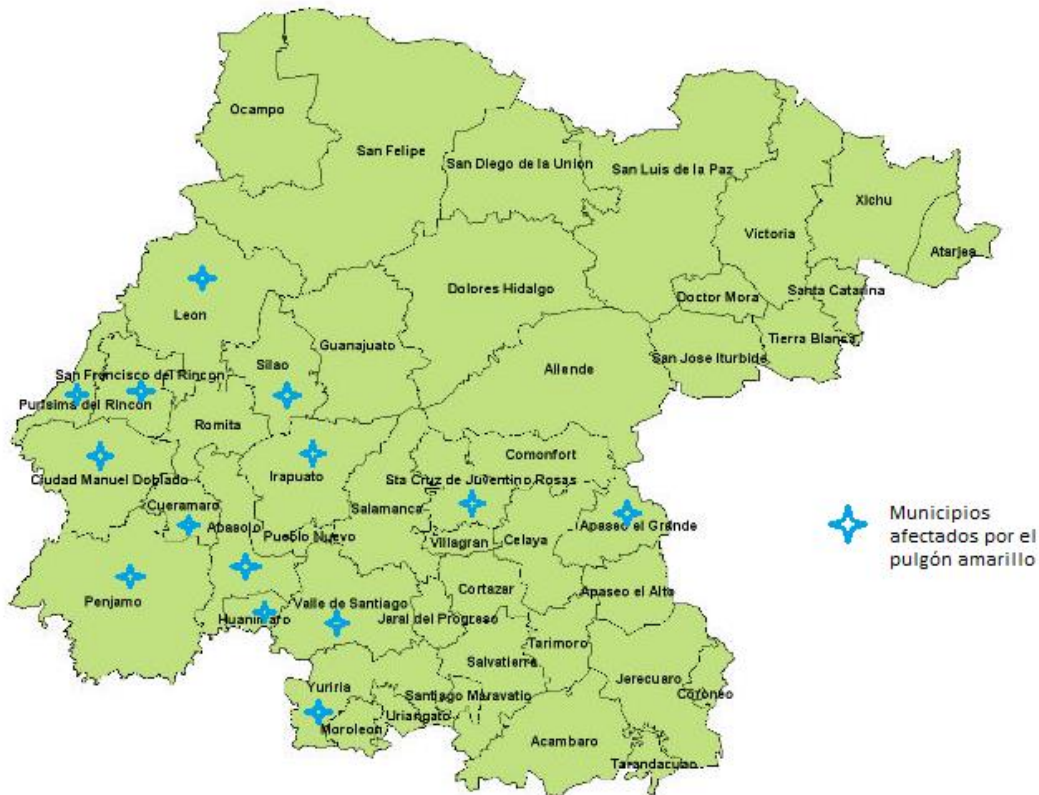 Ocampo
San Felipe
San Diego de la Union
San Luis de la Paz
Xichu
Victoria
Atarjea
Dolores Hidalgo
Doctor Mora
Santa Catarina
Leon
Guanajuato
San Jose Iturbide
Tierra Blanca
Silao
Allende
San Francisco del Rincon
Purisima del Rincon
Romita
Comonfort
Ciudad Manuel Doblado
Irapuato
Sta Cruz de Juventino Rosas
Cueramaro
Salamanca
Abasolo
Pueblo Nuevo
Villagran
Celaya
Apaseo el Grande
Municipios
afectados por el
pulgón amarillo
Penjamo
Cortazar
Apaseo el Alto
Valle de Santiago
Huanimaro
Jaral del Progreso
Tarimoro
Salvatierra
Jerecuaro
Yuriria
Santiago Maravatio
Coroneo
Uriangato
Moroleon
Acambaro
Tarandacuao